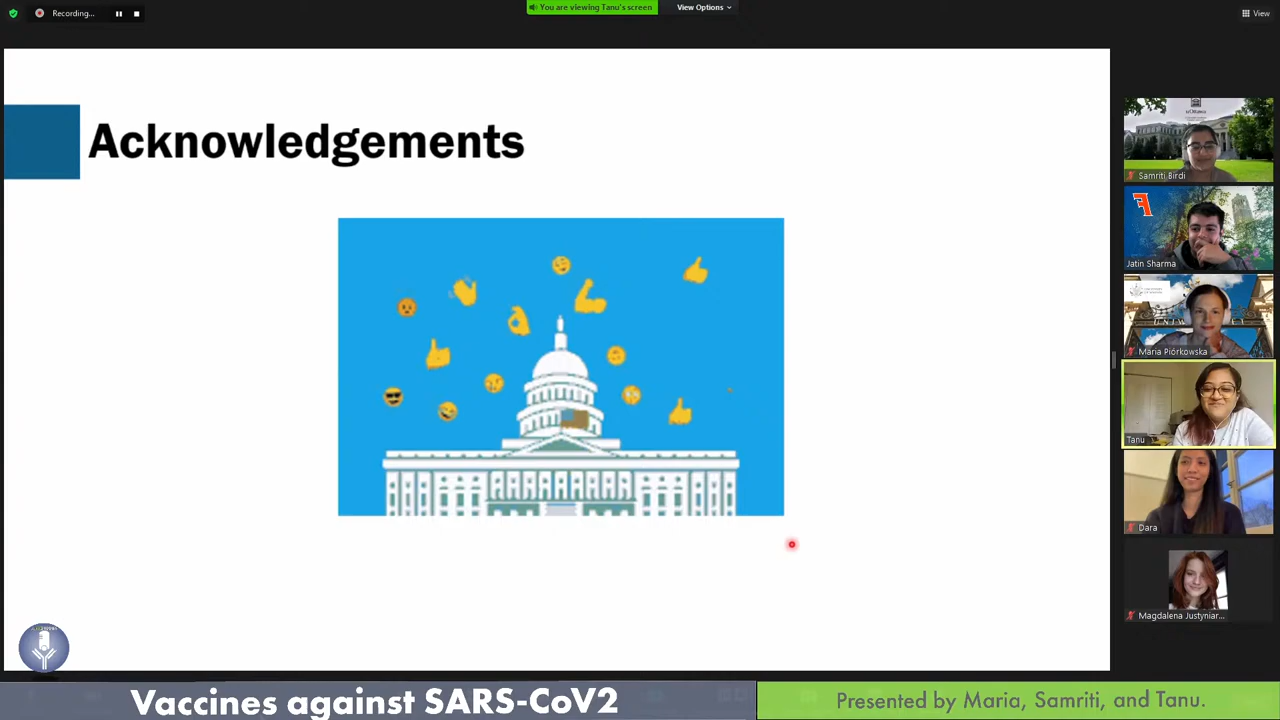 Recording...
You are viewing Tanu's screen
View Options
View
Acknowledgements
Samriti Birdi
Jatin Sharma
Maria Piórkowska
Tanu
Dara
Magdalena Justyniar...
Vaccines against SARS-CoV2
Presented by Maria, Samriti, and Tanu.